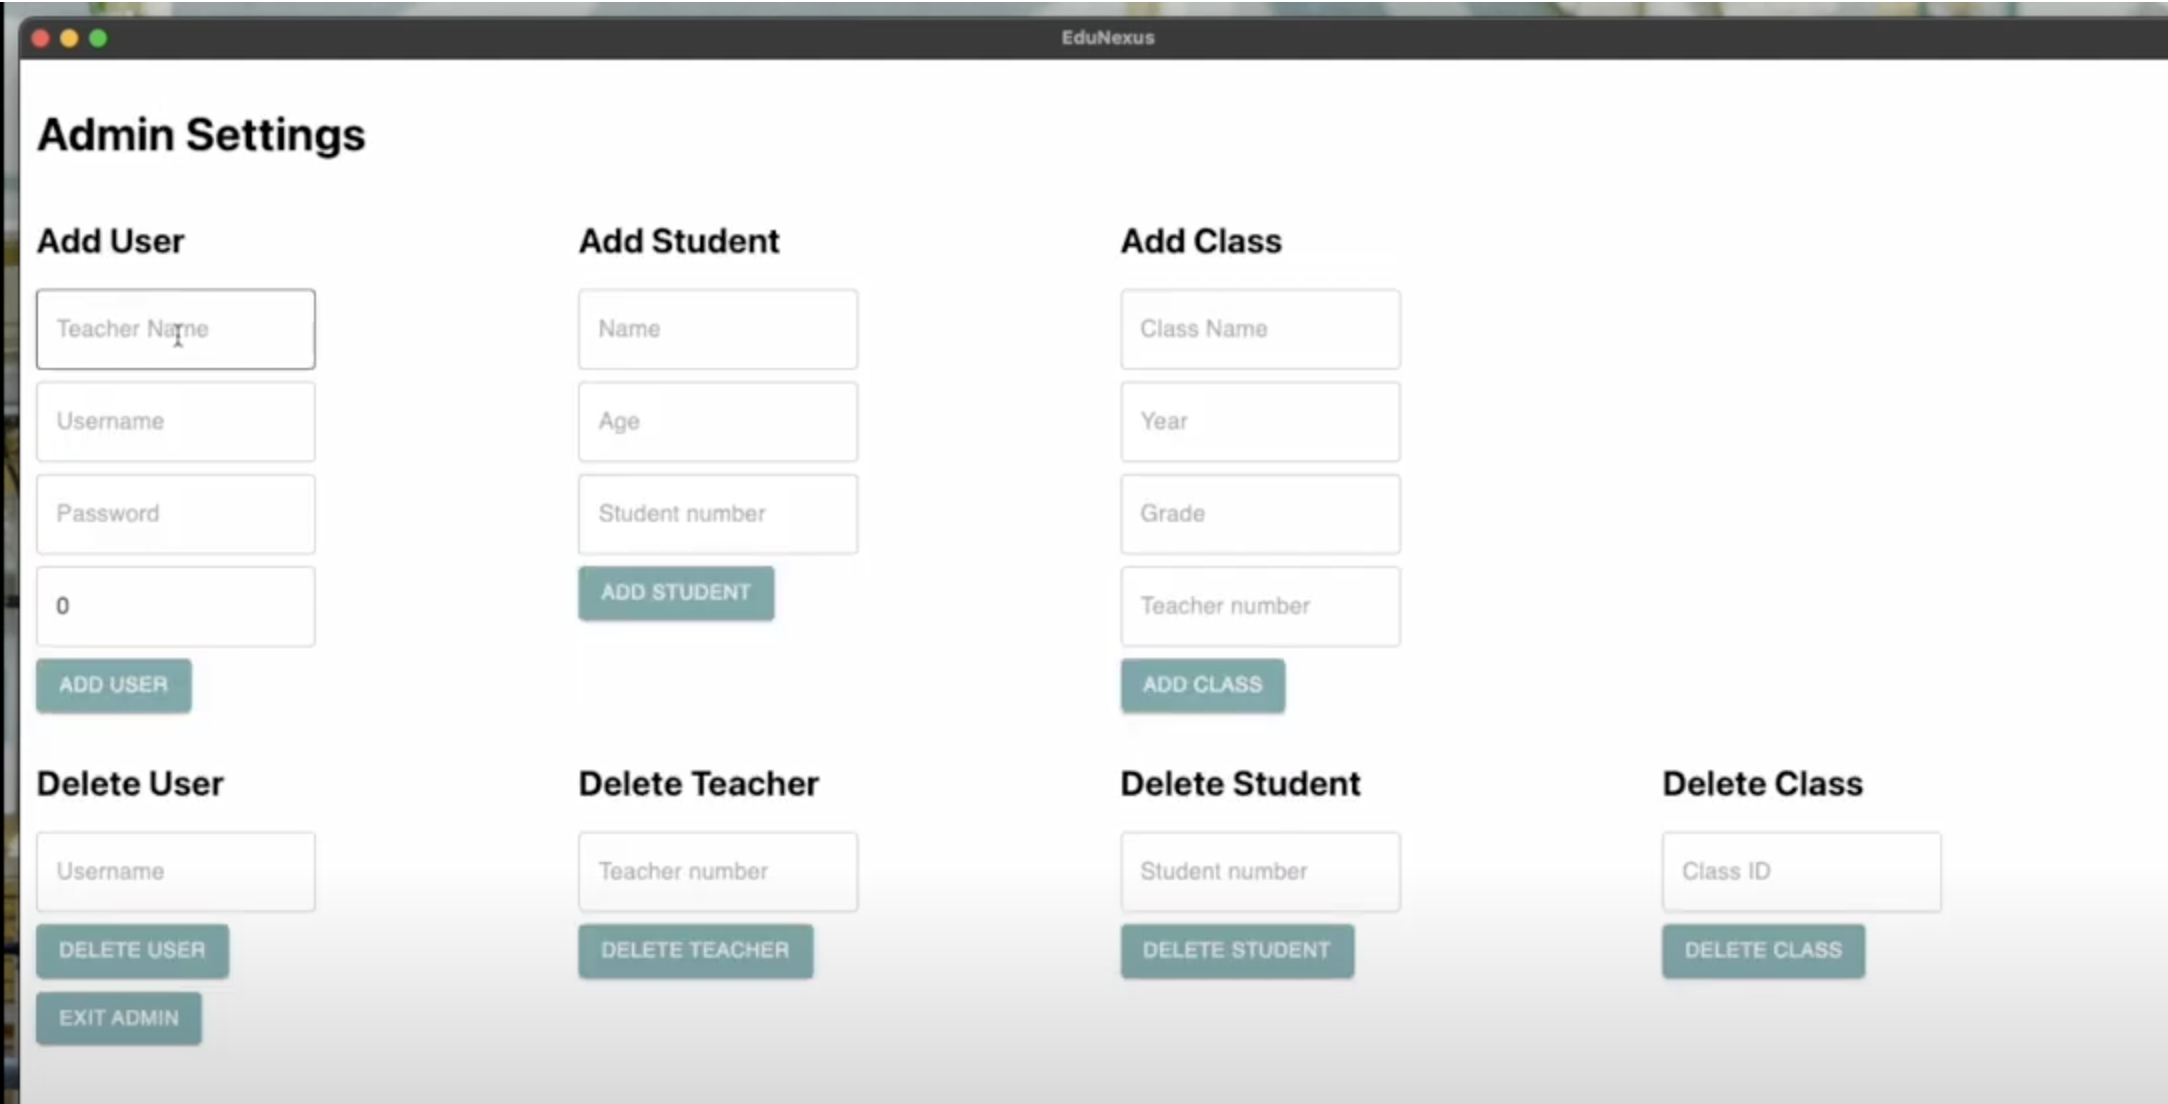 EduNexus
Admin Settings
Add User
Teacher Name
Username
Password
0
ADD USER
Add Student
Name
Age
Student number
ADD STUDENT
Add Class
Class Name
Year
Grade
Teacher number
ADD CLASS
Delete User
Username
DELETE USER
EXIT ADMIN
Delete Teacher
Teacher number
DELETE TEACHER
Delete Student
Student number
DELETE STUDENT
Delete Class
Class ID
DELETE CLASS